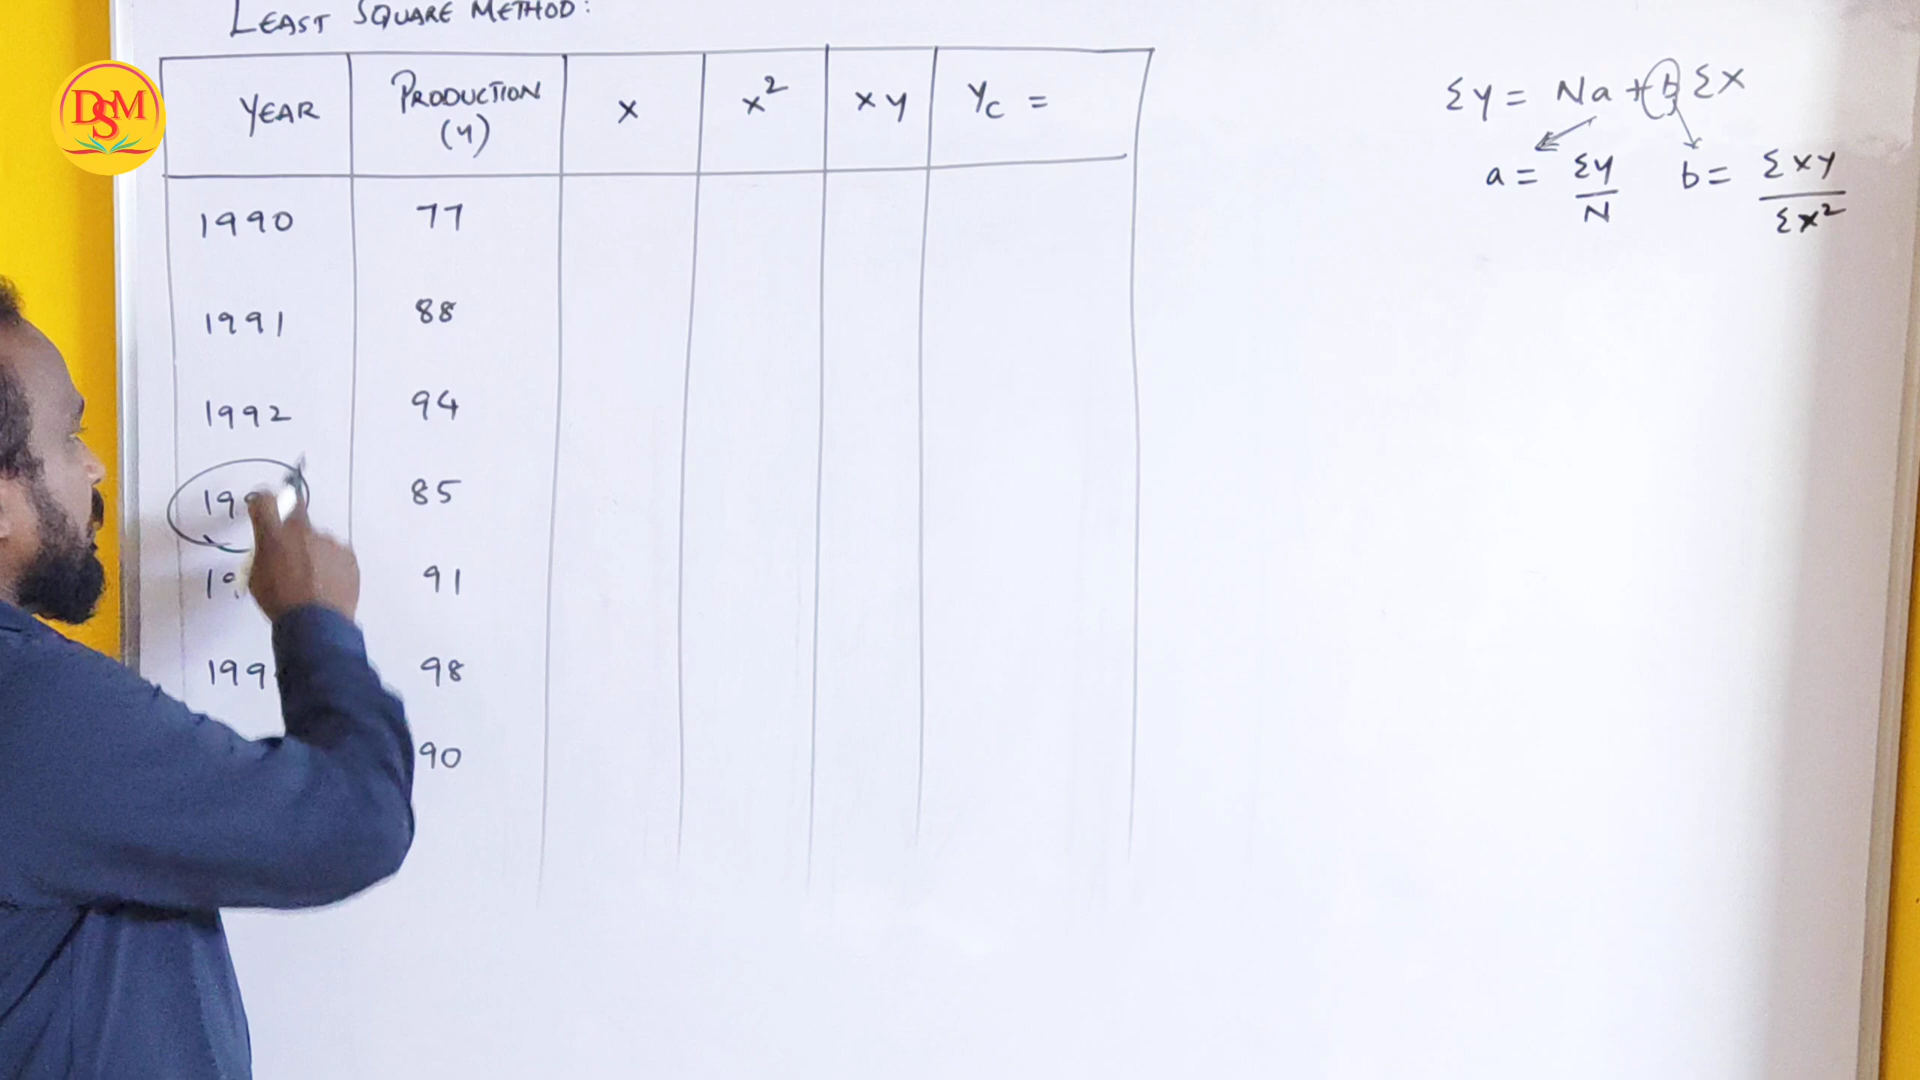 LEAST SQUARE METHOD:
DSM
YEAR PRODUCTION (y) x x² xy Yc =
1990 77
1991 88
1992 94
85
91
98
90
Σy = Na + bΣx
a = Σy/N b = Σxy/Σx²